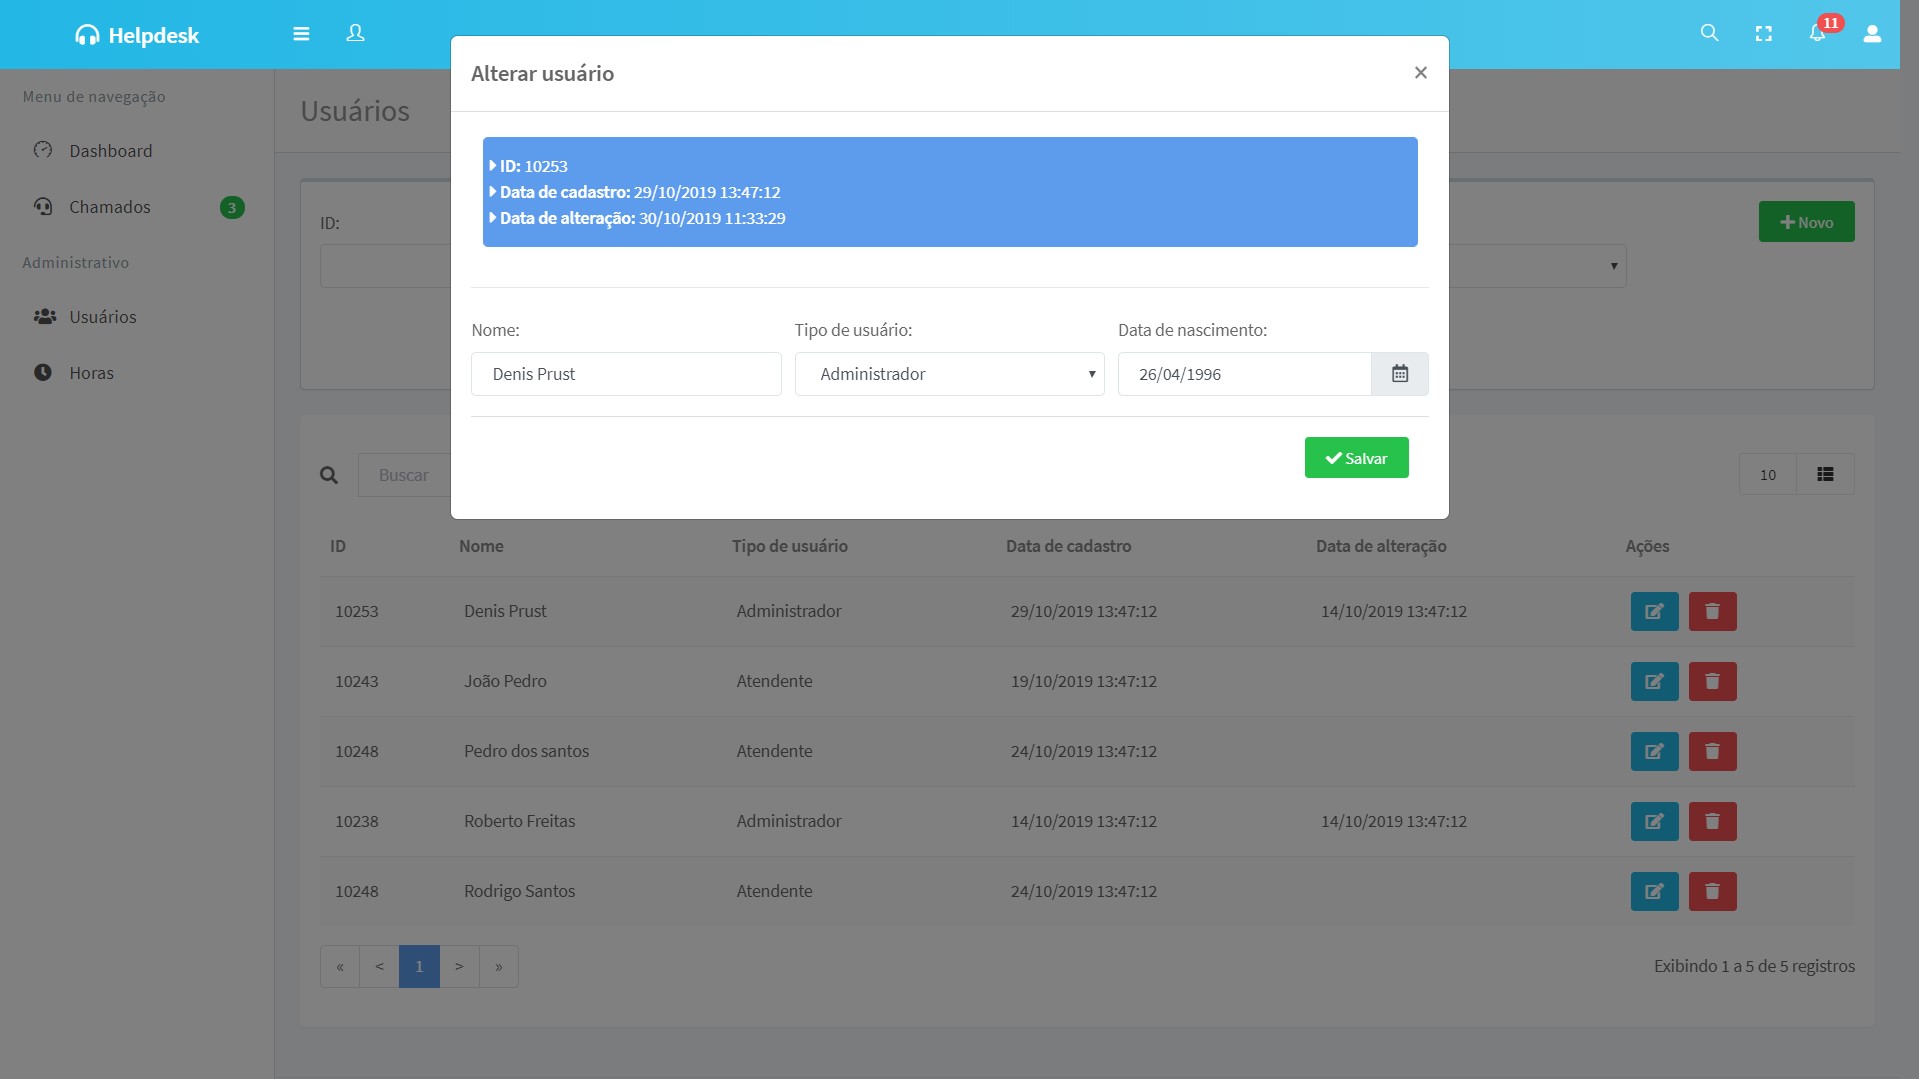 Helpdesk
11
Alterar usuário
×
Menu de navegação
Usuários
Dashboard
ID: 10253
Data de cadastro: 29/10/2019 13:47:12
Data de alteração: 30/10/2019 11:33:29
Chamados
3
ID:
Novo
Administrativo
Usuários
Horas
Nome:
Tipo de usuário:
Data de nascimento:
Denis Prust
Administrador
26/04/1996
Salvar
Buscar
10
ID Nome Tipo de usuário Data de cadastro Data de alteração Ações
10253 Denis Prust Administrador 29/10/2019 13:47:12 14/10/2019 13:47:12
10243 João Pedro Atendente 19/10/2019 13:47:12
10248 Pedro dos santos Atendente 24/10/2019 13:47:12
10238 Roberto Freitas Administrador 14/10/2019 13:47:12 14/10/2019 13:47:12
10248 Rodrigo Santos Atendente 24/10/2019 13:47:12
« < 1 > »
Exibindo 1 a 5 de 5 registros